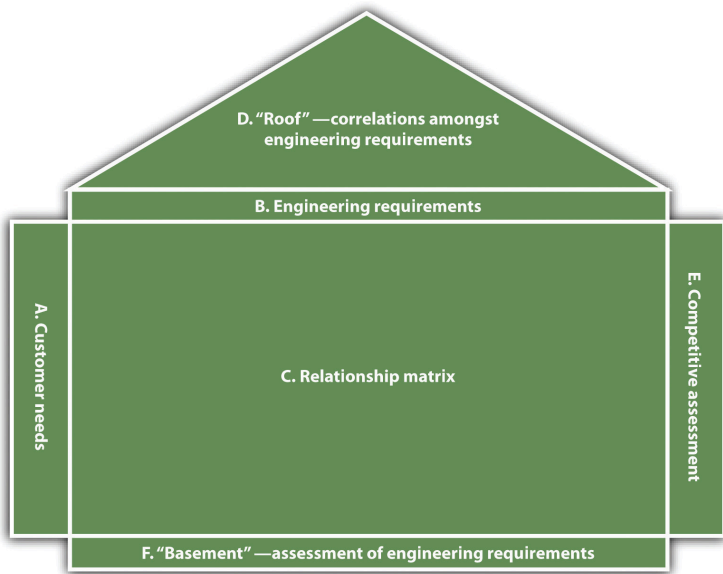 D. “Roof” —correlations amongst
engineering requirements
B. Engineering requirements
A. Customer needs
C. Relationship matrix
E. Competitive assessment
F. “Basement” —assessment of engineering requirements